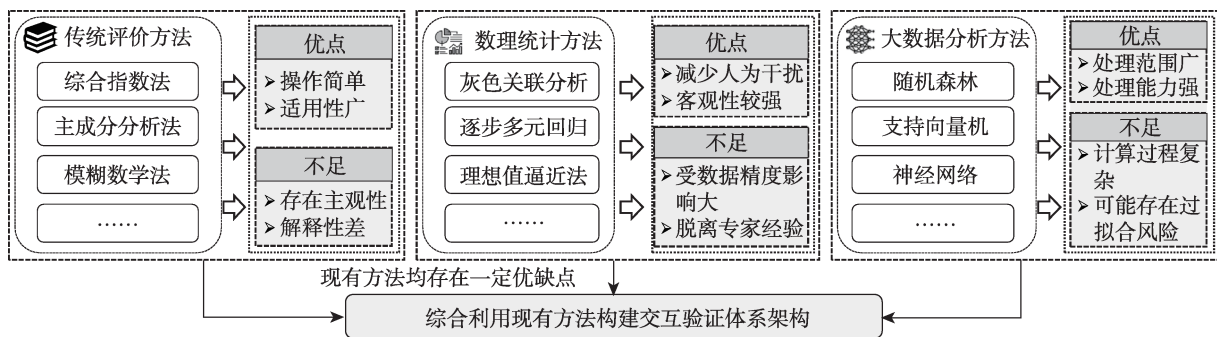 传统评价方法
综合指数法
主成分分析法
模糊数学法
……
优点
➢操作简单
➢适用性广
不足
➢存在主观性
➢解释性差
数理统计方法
灰色关联分析
逐步多元回归
理想值逼近法
……
优点
➢减少人为干扰
➢客观性较强
不足
➢受数据精度影
响大
➢脱离专家经验
大数据分析方法
随机森林
支持向量机
神经网络
……
优点
➢处理范围广
➢处理能力强
不足
➢计算过程复
杂
➢可能存在过
拟合风险
现有方法均存在一定优缺点
综合利用现有方法构建交互验证体系架构